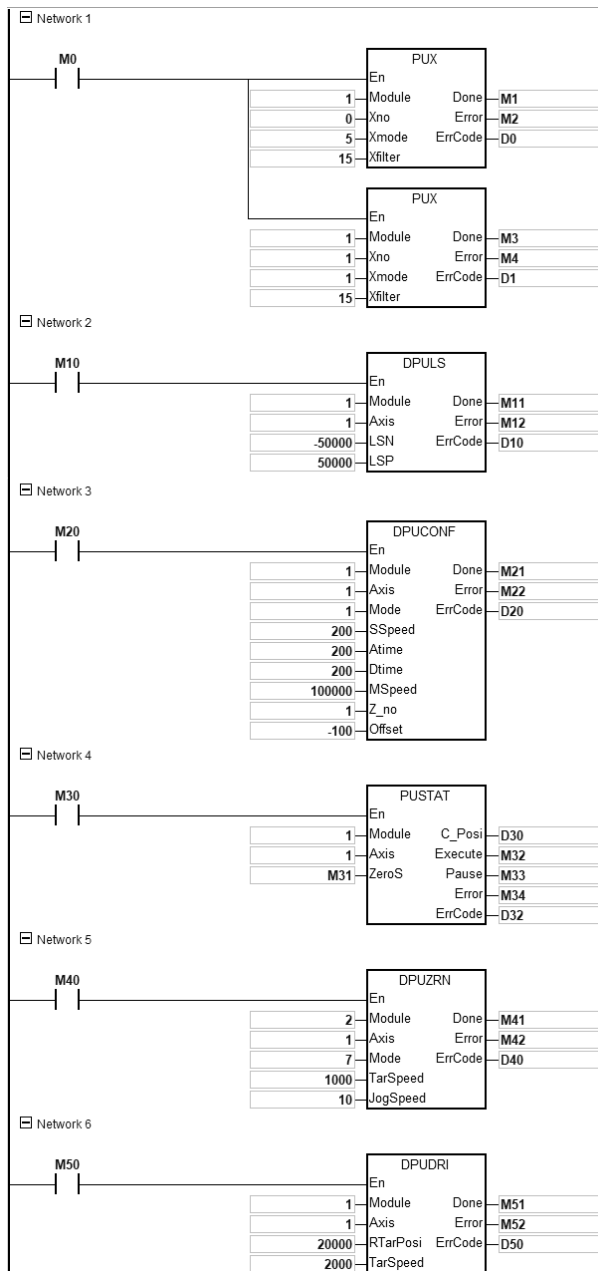 Network 1
M0
PUX
En
1 Module Done M1
0 Xno Error M2
5 Xmode ErrCode D0
15 Xfilter
PUX
En
1 Module Done M3
1 Xno Error M4
1 Xmode ErrCode D1
15 Xfilter
Network 2
M10
DPULS
En
1 Module Done M11
1 Axis Error M12
-50000 LSN ErrCode D10
50000 LSP
Network 3
M20
DPUCONF
En
1 Module Done M21
1 Axis Error M22
1 Mode ErrCode D20
200 SSpeed
200 Atime
200 Dtime
100000 MSpeed
1 Z_no
-100 Offset
Network 4
M30
PUSTAT
En
1 Module C_Posi D30
1 Axis Execute M32
M31 ZeroS Pause M33
Error M34
ErrCode D32
Network 5
M40
DPUZRN
En
2 Module Done M41
1 Axis Error M42
7 Mode ErrCode D40
1000 TarSpeed
10 JogSpeed
Network 6
M50
DPUDRI
En
1 Module Done M51
1 Axis Error M52
20000 RTarPosi ErrCode D50
2000 TarSpeed